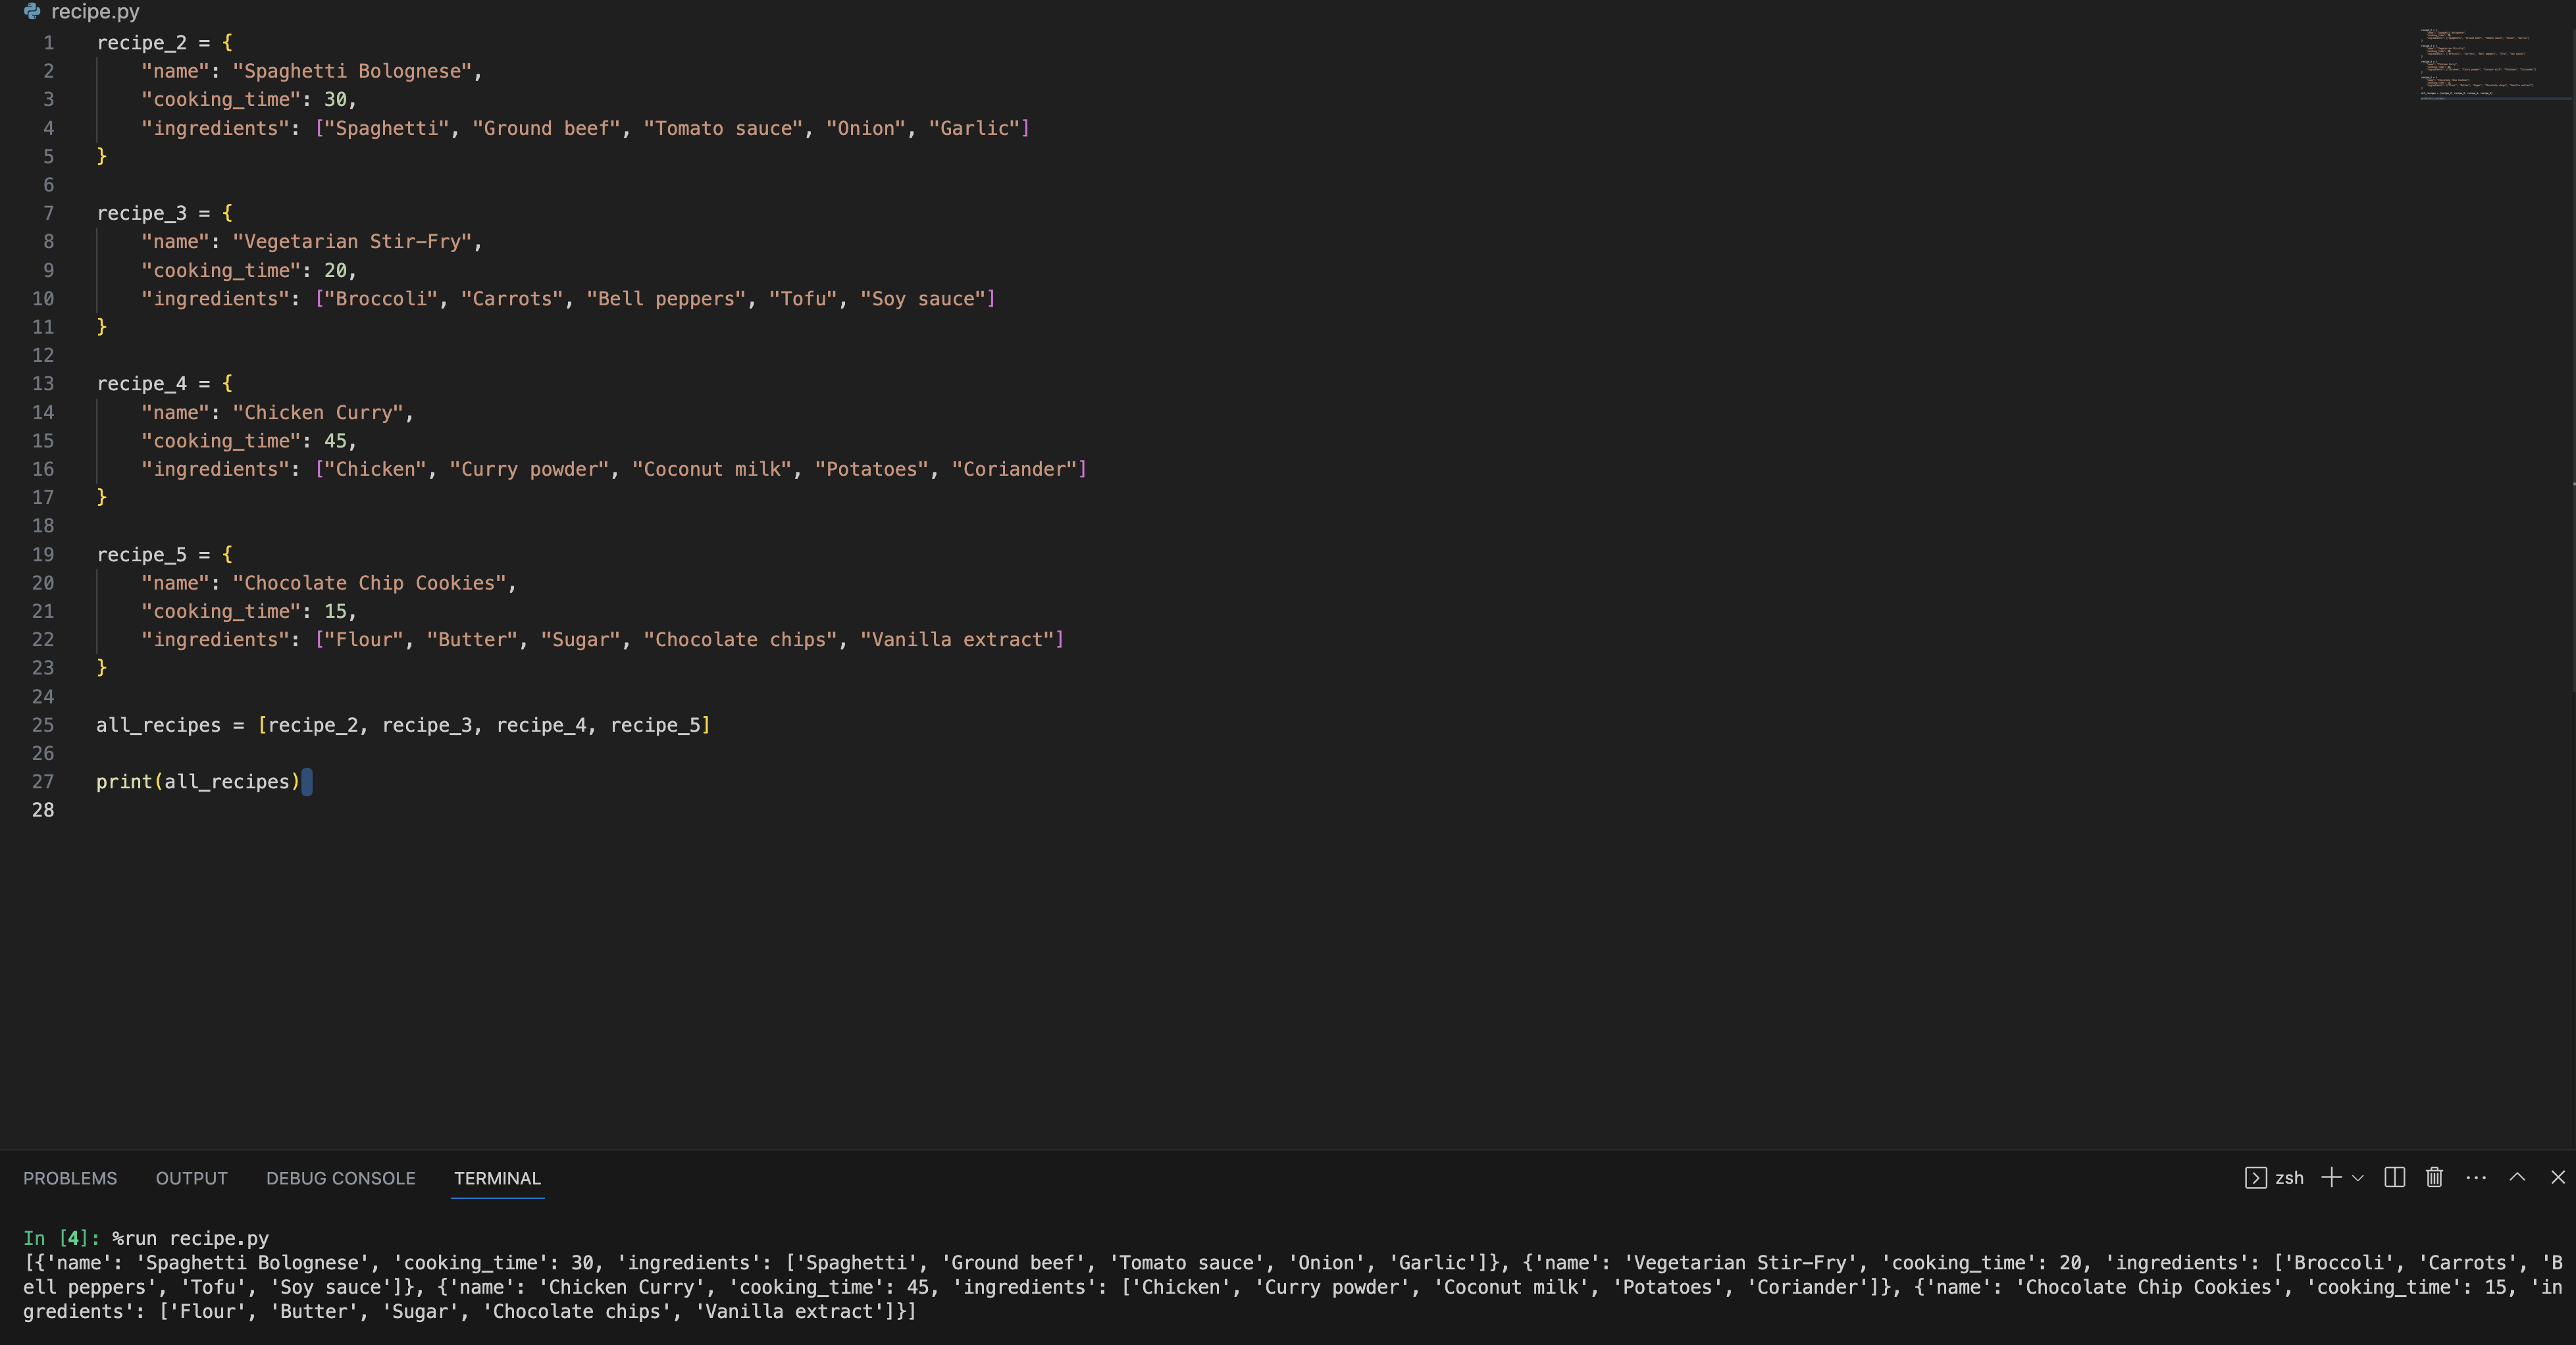 recipe.py
1 recipe_2 = {
2     "name": "Spaghetti Bolognese",
3     "cooking_time": 30,
4     "ingredients": ["Spaghetti", "Ground beef", "Tomato sauce", "Onion", "Garlic"]
5 }
6
7 recipe_3 = {
8     "name": "Vegetarian Stir-Fry",
9     "cooking_time": 20,
10     "ingredients": ["Broccoli", "Carrots", "Bell peppers", "Tofu", "Soy sauce"]
11 }
12
13 recipe_4 = {
14     "name": "Chicken Curry",
15     "cooking_time": 45,
16     "ingredients": ["Chicken", "Curry powder", "Coconut milk", "Potatoes", "Coriander"]
17 }
18
19 recipe_5 = {
20     "name": "Chocolate Chip Cookies",
21     "cooking_time": 15,
22     "ingredients": ["Flour", "Butter", "Sugar", "Chocolate chips", "Vanilla extract"]
23 }
24
25 all_recipes = [recipe_2, recipe_3, recipe_4, recipe_5]
26
27 print(all_recipes)
28
PROBLEMS OUTPUT DEBUG CONSOLE TERMINAL zsh
In [4]: %run recipe.py
[{'name': 'Spaghetti Bolognese', 'cooking_time': 30, 'ingredients': ['Spaghetti', 'Ground beef', 'Tomato sauce', 'Onion', 'Garlic']}, {'name': 'Vegetarian Stir-Fry', 'cooking_time': 20, 'ingredients': ['Broccoli', 'Carrots', 'B
ell peppers', 'Tofu', 'Soy sauce']}, {'name': 'Chicken Curry', 'cooking_time': 45, 'ingredients': ['Chicken', 'Curry powder', 'Coconut milk', 'Potatoes', 'Coriander']}, {'name': 'Chocolate Chip Cookies', 'cooking_time': 15, 'in
gredients': ['Flour', 'Butter', 'Sugar', 'Chocolate chips', 'Vanilla extract']}]